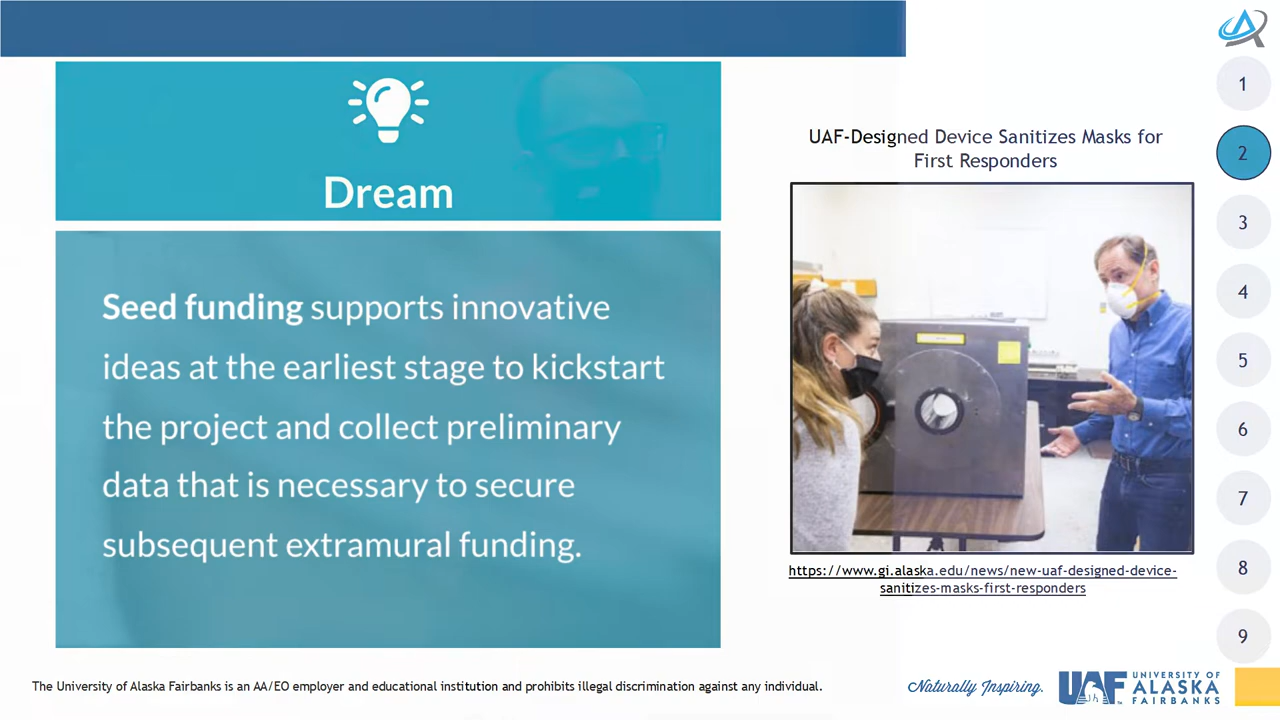 Dream
Seed funding supports innovative
ideas at the earliest stage to kickstart
the project and collect preliminary
data that is necessary to secure
subsequent extramural funding.
UAF-Designed Device Sanitizes Masks for
First Responders
https://www.gi.alaska.edu/news/new-uaf-designed-device-
sanitizes-masks-first-responders
1
2
3
4
5
6
7
8
9
The University of Alaska Fairbanks is an AA/EO employer and educational institution and prohibits illegal discrimination against any individual.
Naturally Inspiring.
UAF
UNIVERSITY OF
ALASKA
FAIRBANKS